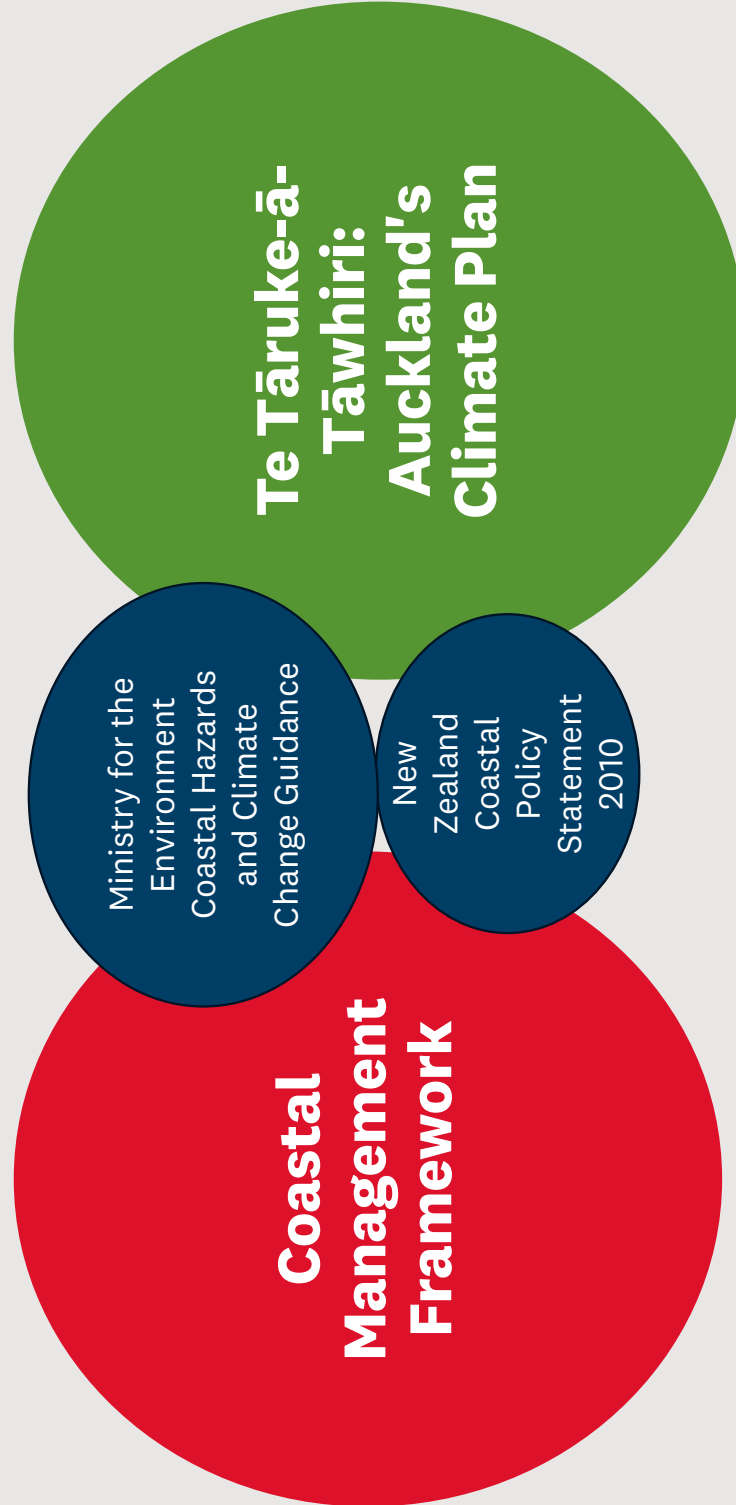 Coastal
Management
Framework
Ministry for the
Environment
Coastal Hazards
and Climate
Change Guidance
New
Zealand
Coastal
Policy
Statement
2010
Te Tāruke-ā-
Tāwhiri:
Auckland's
Climate Plan